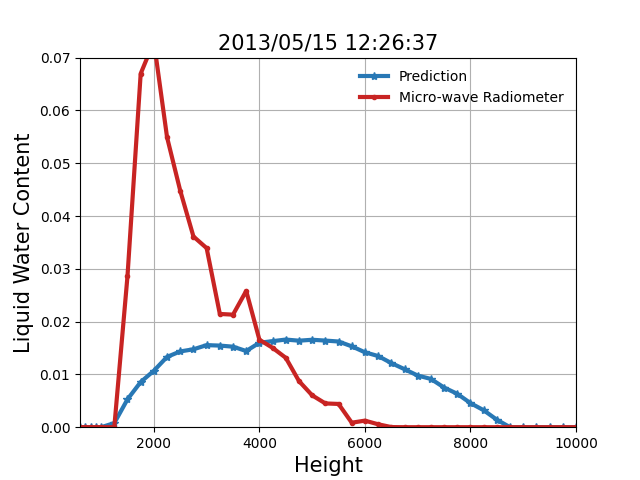 2013/05/15 12:26:37
Prediction
Micro-wave Radiometer
Liquid Water Content
0.07
0.06
0.05
0.04
0.03
0.02
0.01
0.00
2000 4000 6000 8000 10000
Height